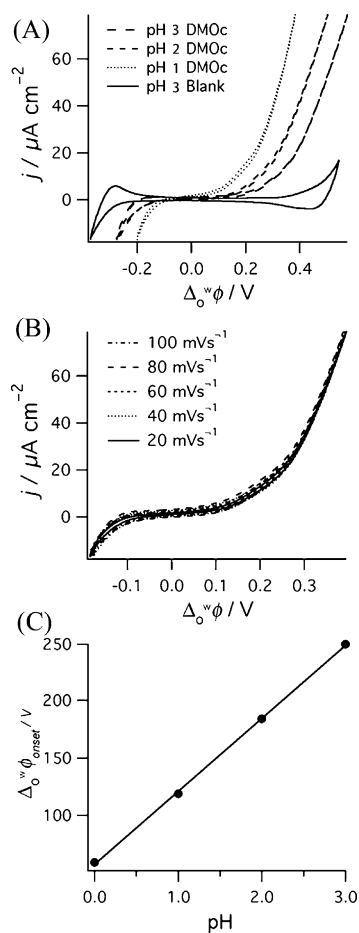 (A)
pH 3 DMOc
pH 2 DMOc
pH 1 DMOc
pH 3 Blank
60
40
20
0
j / µA cm⁻²
-0.2 0.0 0.2 0.4
Δₒʷϕ / V
(B)
100 mVs⁻¹
80 mVs⁻¹
60 mVs⁻¹
40 mVs⁻¹
20 mVs⁻¹
60
40
20
0
j / µA cm⁻²
-0.1 0.0 0.1 0.2 0.3
Δₒʷϕ / V
(C)
250
200
150
100
Δₒʷϕonset / V
0.0 1.0 2.0 3.0
pH